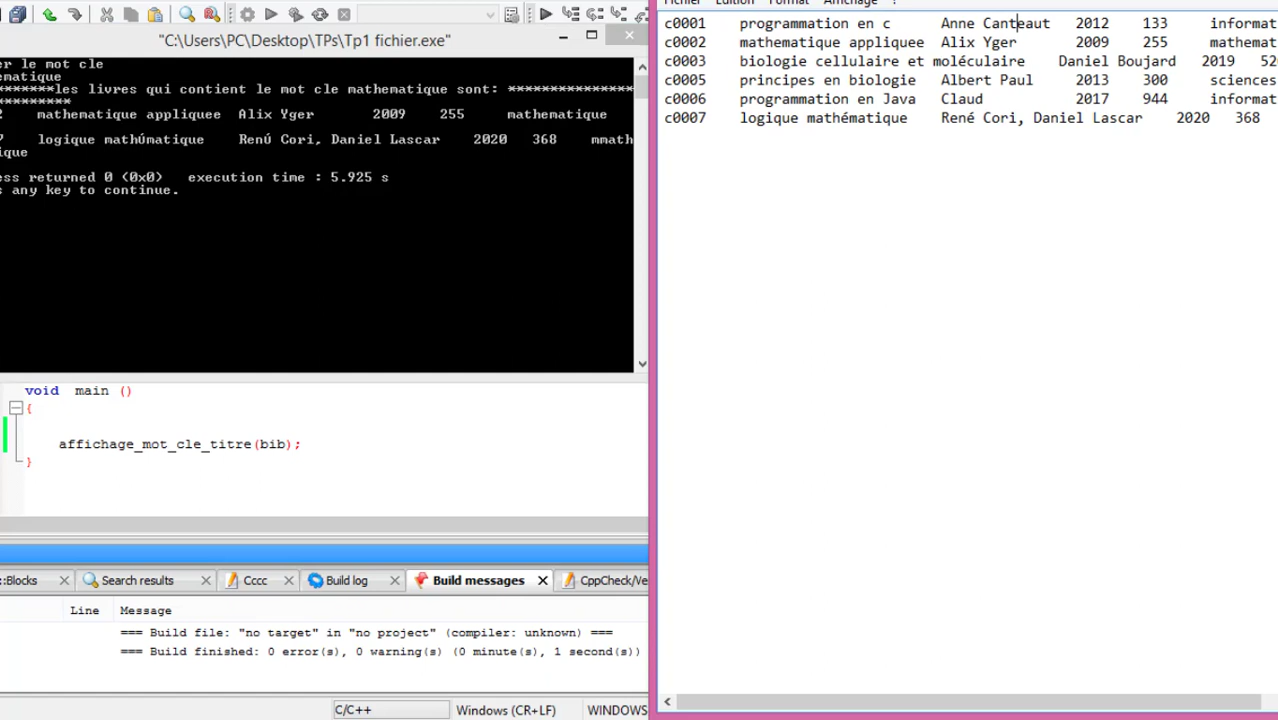 "C:\Users\PC\Desktop\TPs\Tp1 fichier.exe"
er le mot cle
ematique
*******les livres qui contient le mot cle mathematique sont: *****************
**********
2 mathematique appliquee Alix Yger 2009 255 mathematique
7 logique mathÚmatique RenÚ Cori, Daniel Lascar 2020 368 mmath
ique
ess returned 0 (0x0) execution time : 5.925 s
s any key to continue.
void main ()
{
affichage_mot_cle_titre(bib);
}
::Blocks
Search results
Cccc
Build log
Build messages
CppCheck/Ve
Line Message
=== Build file: "no target" in "no project" (compiler: unknown) ===
=== Build finished: 0 error(s), 0 warning(s) (0 minute(s), 1 second(s))
C/C++ Windows (CR+LF) WINDOWS
Fichier Edition Format Affichage ?
c0001 programmation en c Anne Canteaut 2012 133 informat
c0002 mathematique appliquee Alix Yger 2009 255 mathemat
c0003 biologie cellulaire et moléculaire Daniel Boujard 2019 52
c0005 principes en biologie Albert Paul 2013 300 sciences
c0006 programmation en Java Claud 2017 944 informat
c0007 logique mathématique René Cori, Daniel Lascar 2020 368